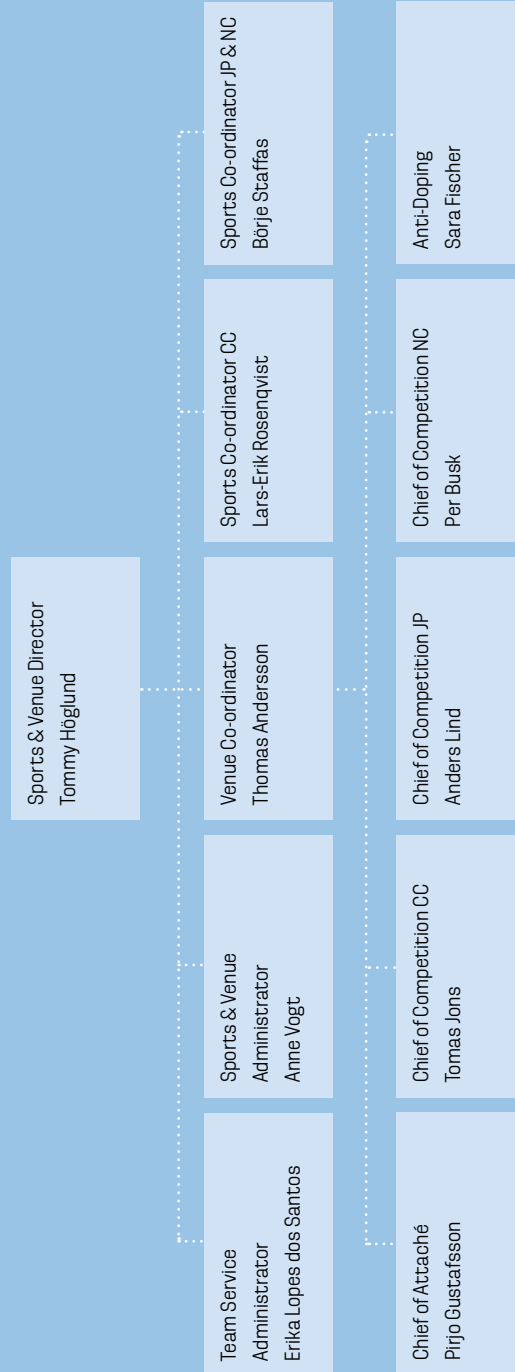 Sports & Venue Director
Tommy Höglund
Team Service
Administrator
Erika Lopes dos Santos
Sports & Venue
Administrator
Anne Vogt
Venue Co-ordinator
Thomas Andersson
Sports Co-ordinator CC
Lars-Erik Rosenqvist
Sports Co-ordinator JP & NC
Börje Staffas
Chief of Attaché
Pirjo Gustafsson
Chief of Competition CC
Tomas Jons
Chief of Competition JP
Anders Lind
Chief of Competition NC
Per Busk
Anti-Doping
Sara Fischer